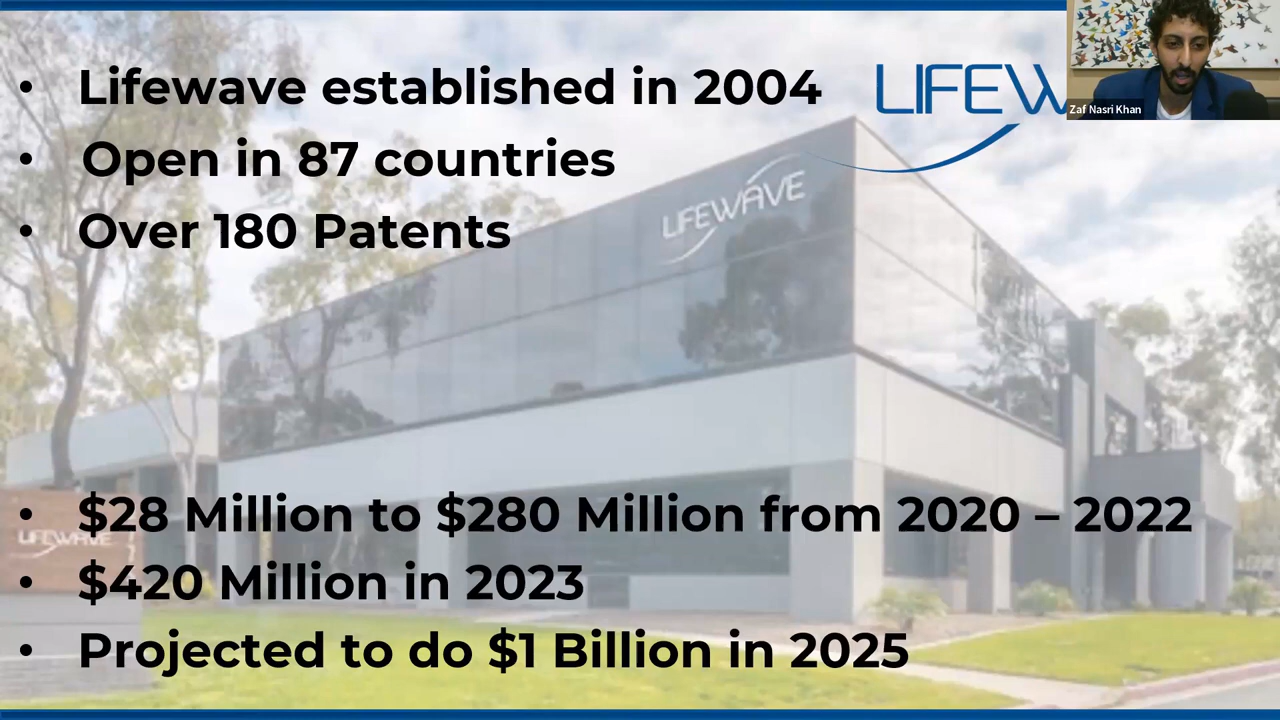 • Lifewave established in 2004
LIFEW
Zaf Nasri Khan
• Open in 87 countries
• Over 180 Patents
LIFEWAVE
• $28 Million to $280 Million from 2020 – 2022
LIFEWAVE
• $420 Million in 2023
• Projected to do $1 Billion in 2025